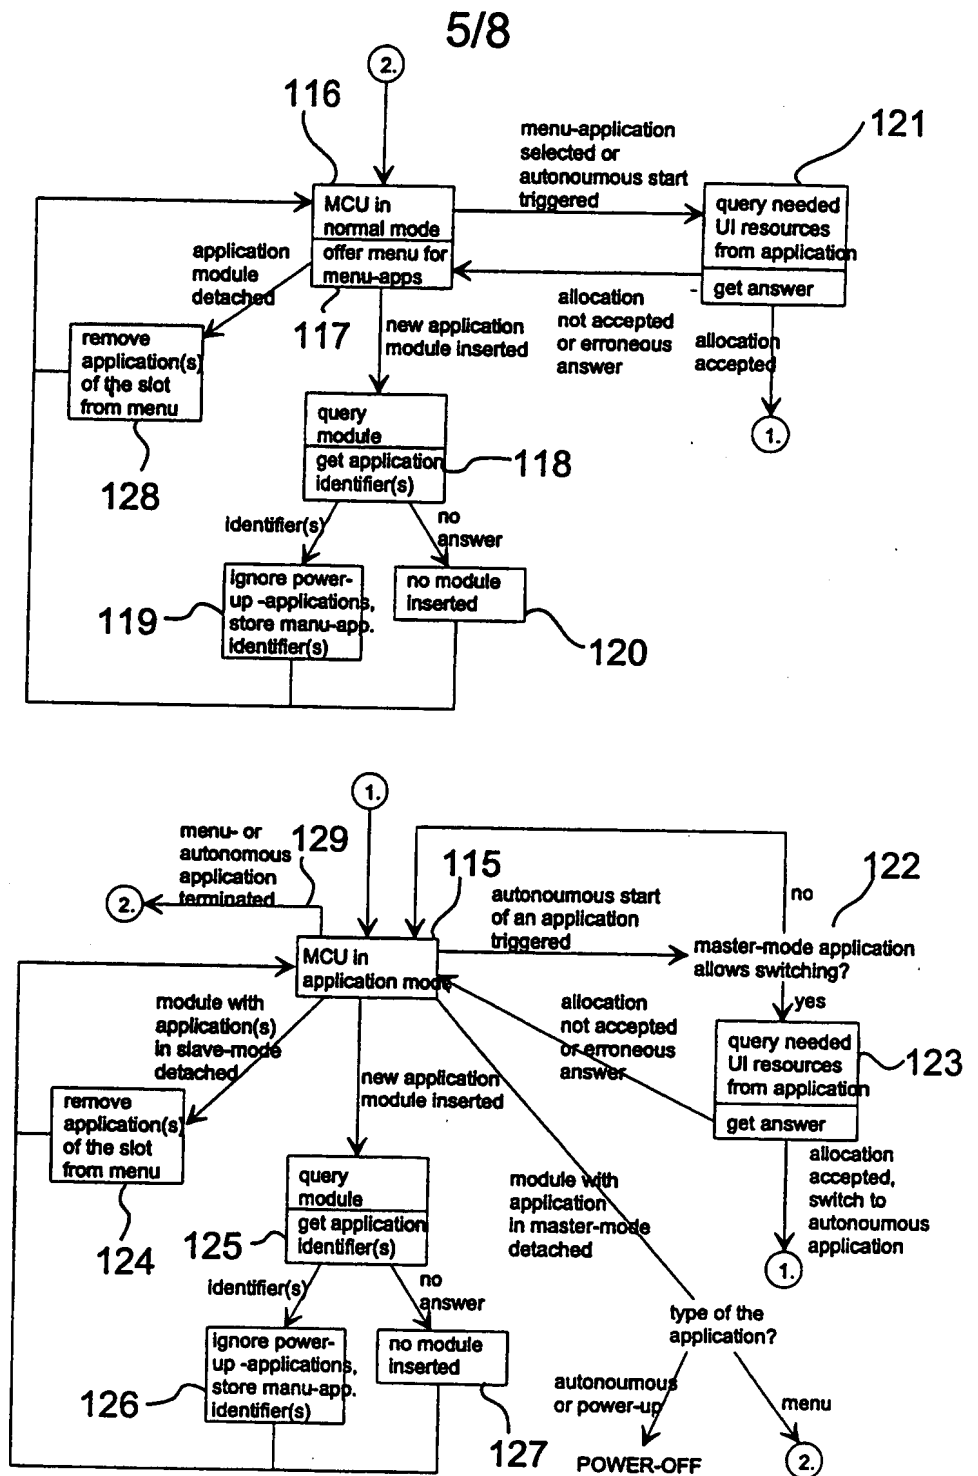 5/8
2.
116
121
menu-application
selected or
autonoumous start
triggered
MCU in
normal mode
offer menu for
menu-apps
117
query needed
UI resources
from application
get answer
application
module
detached
allocation
not accepted
or erroneous
answer
allocation
accepted
1.
new application
module inserted
remove
application(s)
of the slot
from menu
128
query
module
get application
identifier(s)
118
identifier(s)
no
answer
ignore power-
up -applications,
store manu-app.
identifier(s)
119
no module
inserted
120
1.
menu- or
autonomous
application
terminated
129
2.
115
122
autonoumous start
of an application
triggered
no
MCU in
application mode
master-mode application
allows switching?
yes
module with
application(s)
in slave-mode
detached
allocation
not accepted
or erroneous
answer
query needed
UI resources
from application
get answer
123
new application
module inserted
remove
application(s)
of the slot
from menu
124
query
module
get application
identifier(s)
125
module with
application
in master-mode
detached
allocation
accepted,
switch to
autonoumous
application
1.
identifier(s)
no
answer
ignore power-
up -applications,
store manu-app.
identifier(s)
126
no module
inserted
127
type of the
application?
autonoumous
or power-up
menu
POWER-OFF
2.